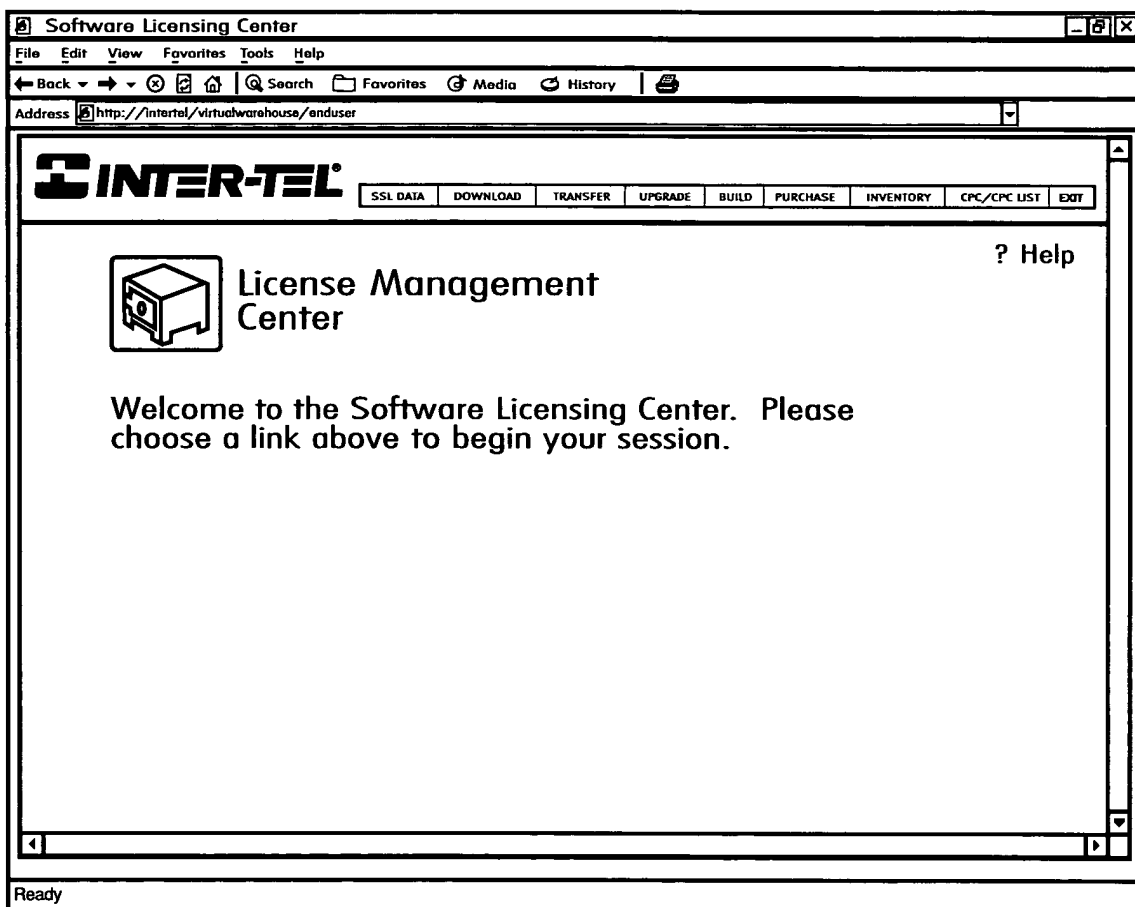 Software Licensing Center
File Edit View Favorites Tools Help
Back Search Favorites Media History
Address http://intertel/virtualwarehouse/enduser
INTER-TEL®
SSL DATA DOWNLOAD TRANSFER UPGRADE BUILD PURCHASE INVENTORY CPC/CPC LIST EXIT
? Help
License Management
Center
Welcome to the Software Licensing Center. Please
choose a link above to begin your session.
Ready